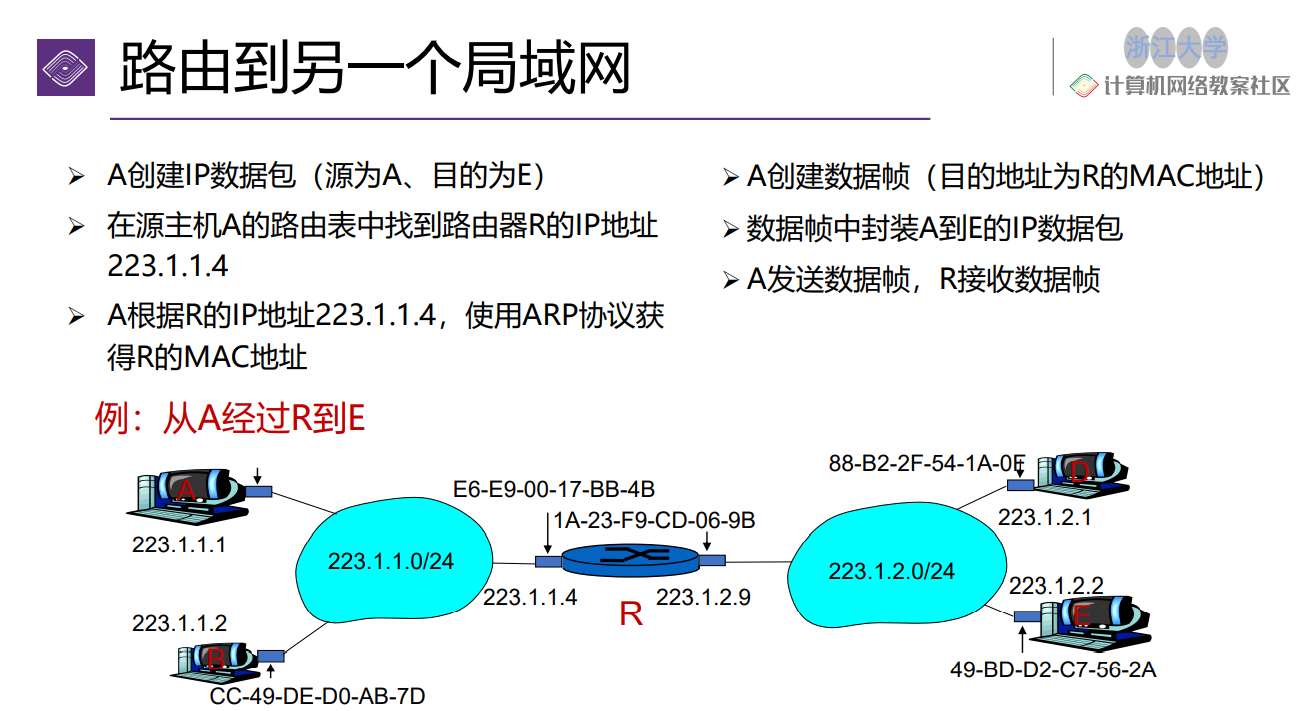 路由到另一个局域网
浙江大学
计算机网络教案社区
➢ A创建IP数据包（源为A、目的为E）
➢ 在源主机A的路由表中找到路由器R的IP地址
223.1.1.4
➢ A根据R的IP地址223.1.1.4，使用ARP协议获
得R的MAC地址
➢ A创建数据帧（目的地址为R的MAC地址）
➢ 数据帧中封装A到E的IP数据包
➢ A发送数据帧，R接收数据帧
例：从A经过R到E
A
223.1.1.1
223.1.1.2
B
CC-49-DE-D0-AB-7D
223.1.1.0/24
E6-E9-00-17-BB-4B
1A-23-F9-CD-06-9B
223.1.1.4
R
223.1.2.9
223.1.2.0/24
88-B2-2F-54-1A-0F
D
223.1.2.1
223.1.2.2
E
49-BD-D2-C7-56-2A